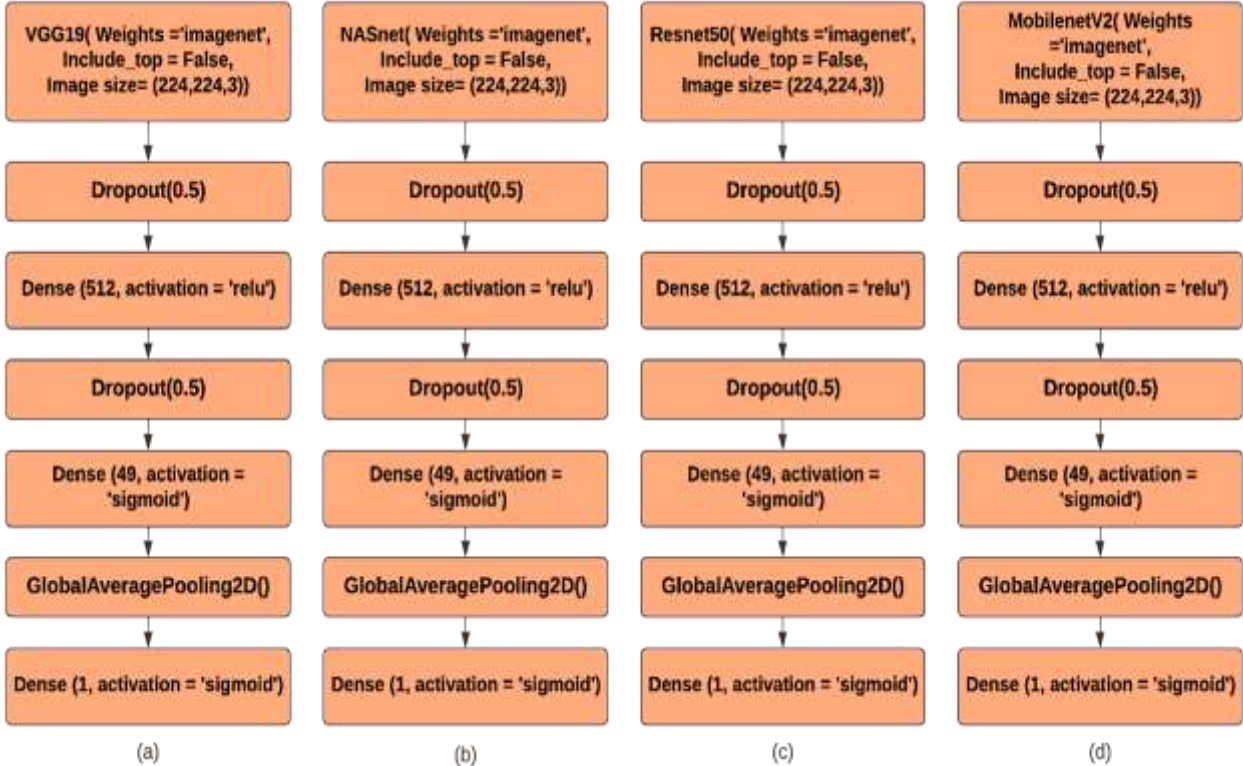 VGG19( Weights ='imagenet',
Include_top = False,
Image size= (224,224,3))
Dropout(0.5)
Dense (512, activation = 'relu')
Dropout(0.5)
Dense (49, activation =
'sigmoid')
GlobalAveragePooling2D()
Dense (1, activation = 'sigmoid')
(a)
NASnet( Weights ='imagenet',
Include_top = False,
Image size= (224,224,3))
Dropout(0.5)
Dense (512, activation = 'relu')
Dropout(0.5)
Dense (49, activation =
'sigmoid')
GlobalAveragePooling2D()
Dense (1, activation = 'sigmoid')
(b)
Resnet50( Weights ='imagenet',
Include_top = False,
Image size= (224,224,3))
Dropout(0.5)
Dense (512, activation = 'relu')
Dropout(0.5)
Dense (49, activation =
'sigmoid')
GlobalAveragePooling2D()
Dense (1, activation = 'sigmoid')
(c)
MobilenetV2( Weights
='imagenet',
Include_top = False,
Image size= (224,224,3))
Dropout(0.5)
Dense (512, activation = 'relu')
Dropout(0.5)
Dense (49, activation =
'sigmoid')
GlobalAveragePooling2D()
Dense (1, activation = 'sigmoid')
(d)